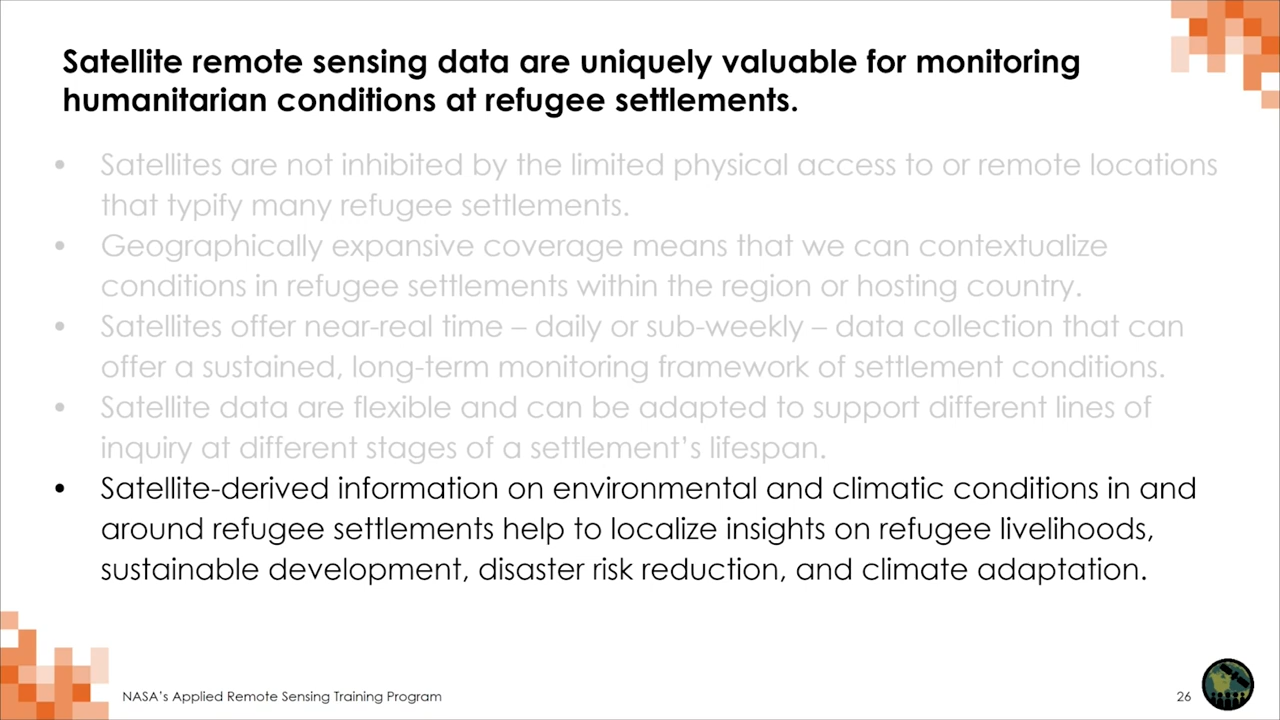 Satellite remote sensing data are uniquely valuable for monitoring
humanitarian conditions at refugee settlements.
• Satellites are not inhibited by the limited physical access to or remote locations
that typify many refugee settlements.
• Geographically expansive coverage means that we can contextualize
conditions in refugee settlements within the region or hosting country.
• Satellites offer near-real time – daily or sub-weekly – data collection that can
offer a sustained, long-term monitoring framework of settlement conditions.
• Satellite data are flexible and can be adapted to support different lines of
inquiry at different stages of a settlement's lifespan.
• Satellite-derived information on environmental and climatic conditions in and
around refugee settlements help to localize insights on refugee livelihoods,
sustainable development, disaster risk reduction, and climate adaptation.
NASA's Applied Remote Sensing Training Program
26